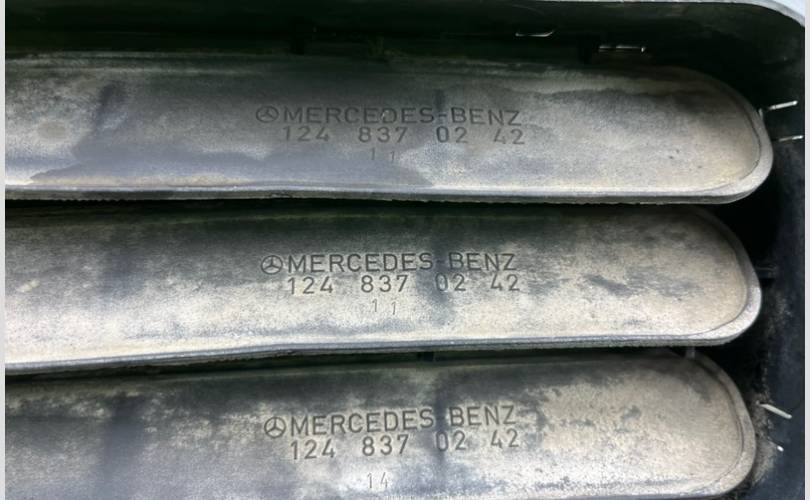 MERCEDES-BENZ
124 837 02 42
11
MERCEDES-BENZ
124 837 02 42
11
MERCEDES BENZ
124 837 02 42
14